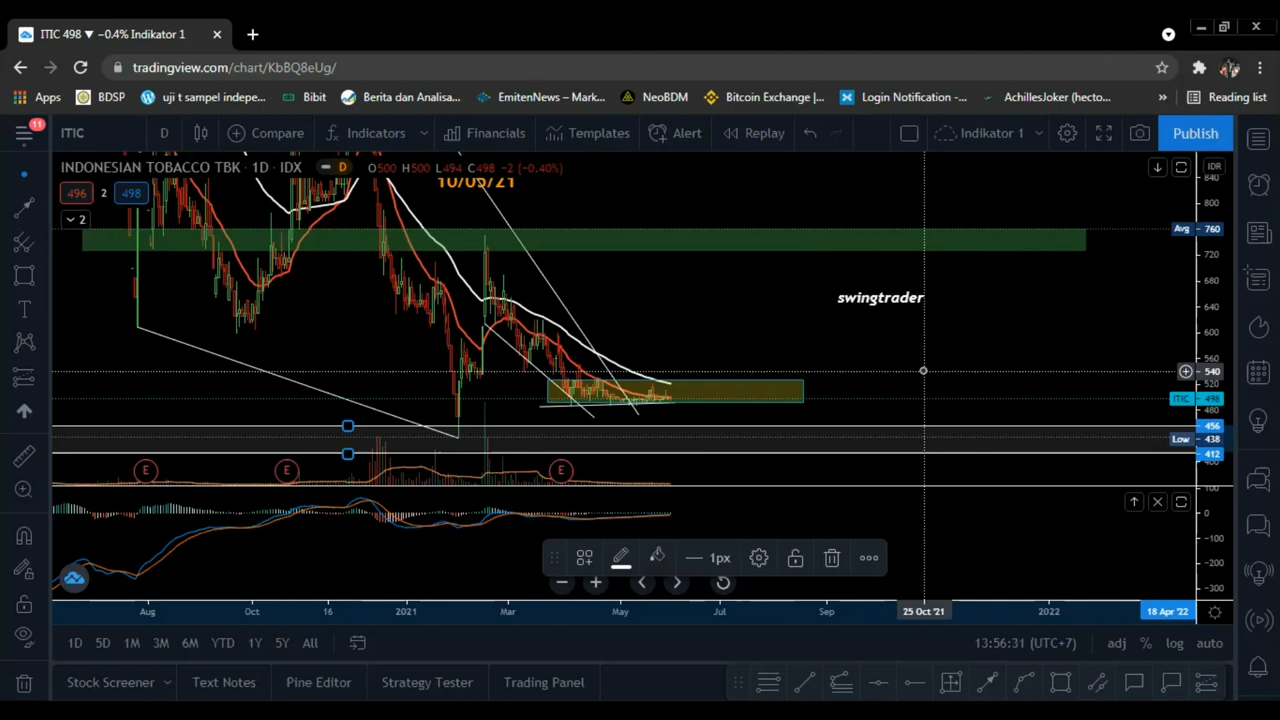 ITIC 498 ▼ −0.4% Indikator 1
tradingview.com/chart/KbBQ8eUg/
Apps BDSP uji t sampel indepe... Bibit Berita dan Analisa... EmitenNews – Mark... NeoBDM Bitcoin Exchange |... Login Notification -... AchillesJoker (hecto... » Reading list
11
ITIC D Compare Indicators Financials Templates Alert Replay Indikator 1 Publish
INDONESIAN TOBACCO TBK · 1D · IDX D O500 H500 L494 C498 −2 (−0.40%)
10/05/21
IDR
496 2 498
2
840
800
Avg 760
720
680
swingtrader
640
600
560
540
520
ITIC 498
480
456
Low 438
412
400
E E E
100
0
−100
−200
−300
1px
Aug Oct 16 2021 Mar May Jul Sep 25 Oct '21 2022 18 Apr '22
1D 5D 1M 3M 6M YTD 1Y 5Y All 13:56:31 (UTC+7) adj % log auto
Stock Screener Text Notes Pine Editor Strategy Tester Trading Panel